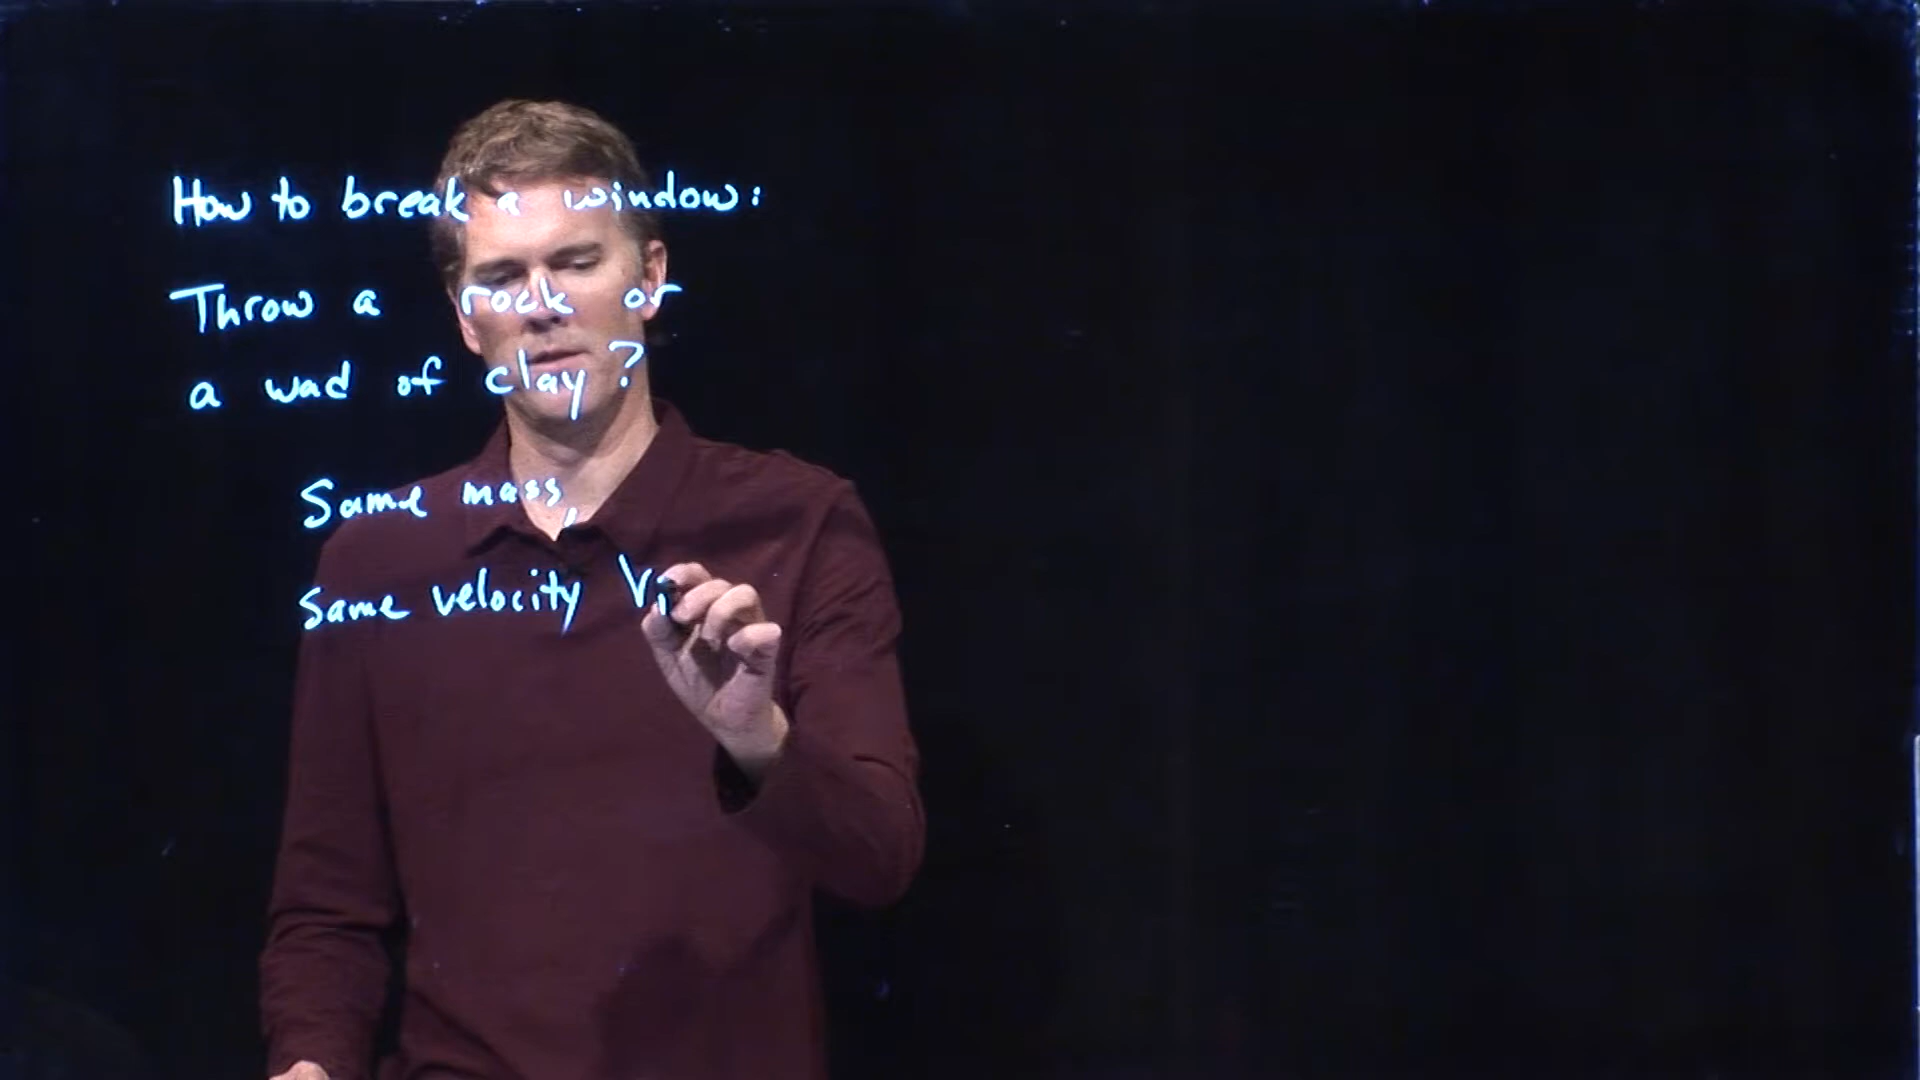 How to break a window:
Throw a rock or
a wad of clay?
Same mass,
Same velocity Vi